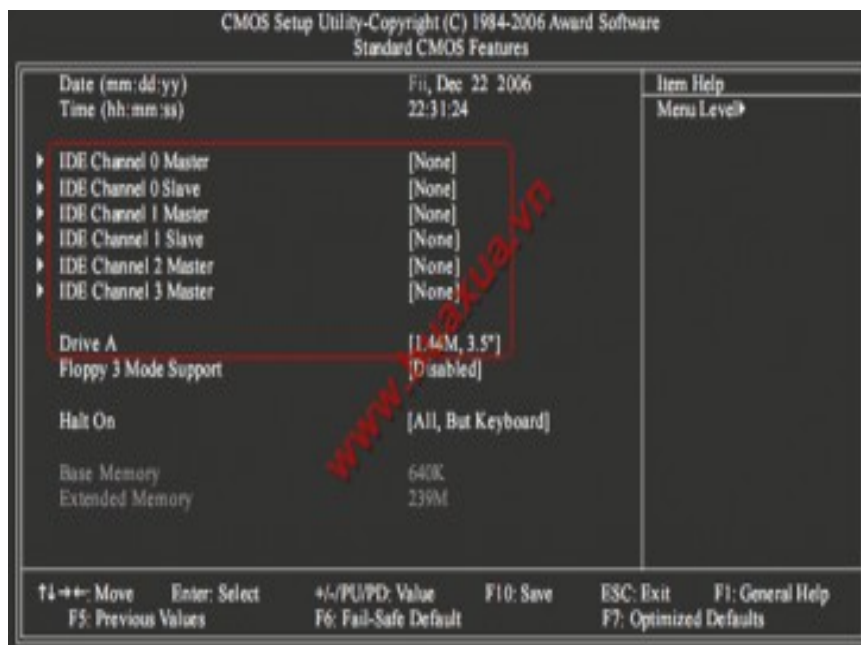 CMOS Setup Utility-Copyright (C) 1984-2006 Award Software
Standard CMOS Features
Date (mm:dd:yy) Fri, Dec 22 2006
Time (hh:mm:ss) 22:31:24
Item Help
Menu Level
IDE Channel 0 Master [None]
IDE Channel 0 Slave [None]
IDE Channel 1 Master [None]
IDE Channel 1 Slave [None]
IDE Channel 2 Master [None]
IDE Channel 3 Master [None]
Drive A [1.44M, 3.5"]
Floppy 3 Mode Support [Disabled]
Halt On [All, But Keyboard]
Base Memory 640K
Extended Memory 239M
↑↓→←: Move Enter: Select +/-/PU/PD: Value F10: Save ESC: Exit F1: General Help
F5: Previous Values F6: Fail-Safe Default F7: Optimized Defaults